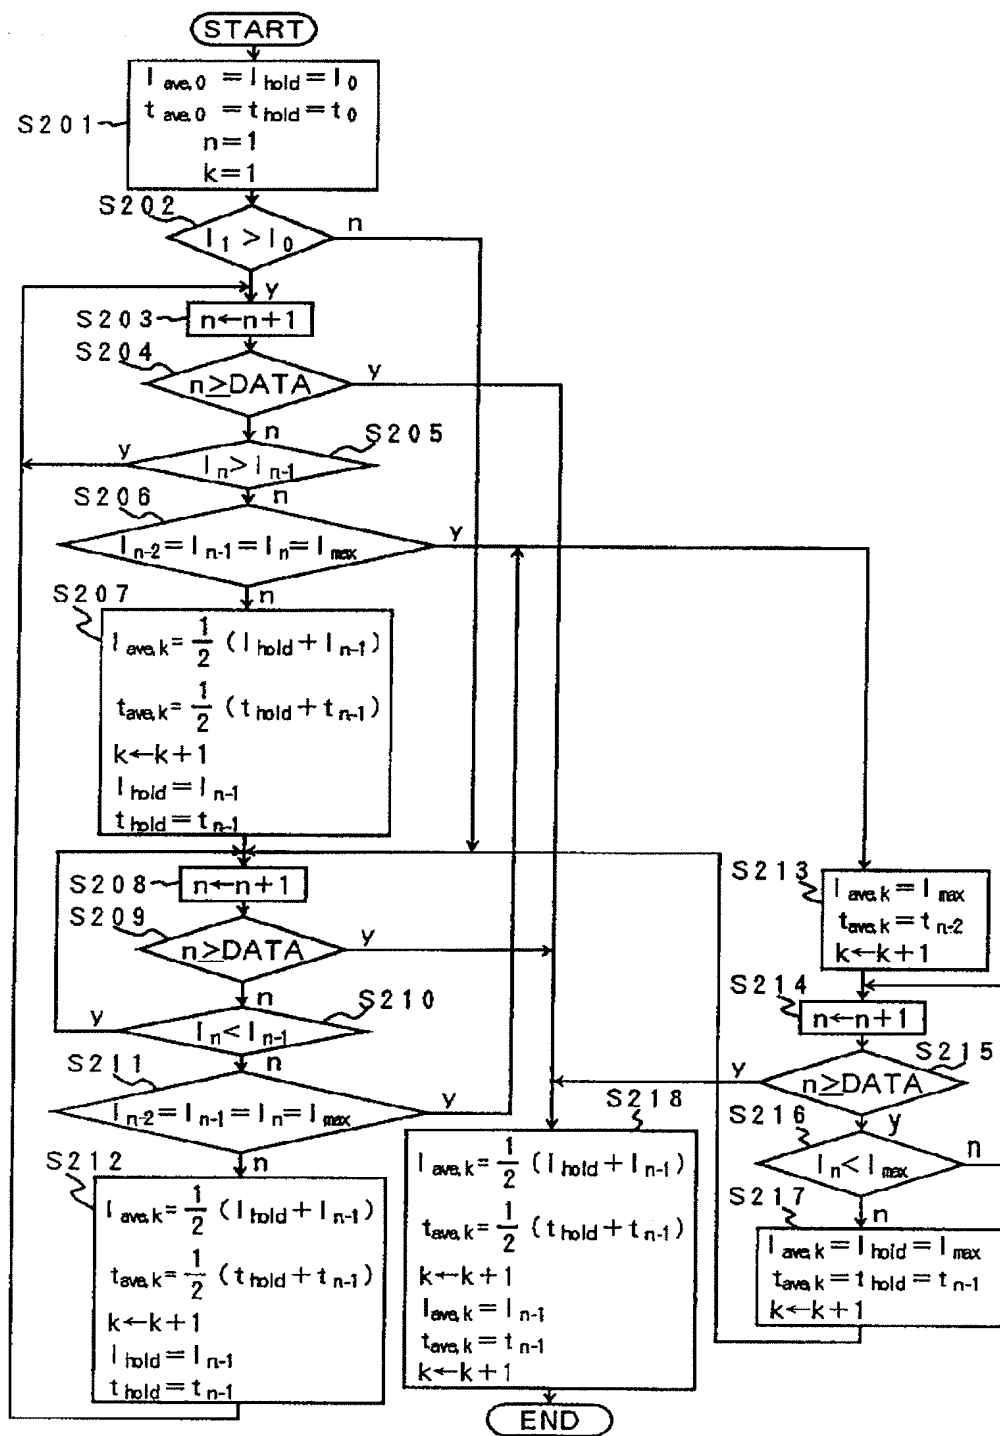 START
I ave,0 = I hold = I 0
t ave,0 = t hold = t 0
n=1
k=1
S201
S202
I 1 > I 0
n
y
S203
n←n+1
S204
n≥DATA
y
n
S205
I n > I n-1
y
n
S206
I n-2 = I n-1 = I n = I max
y
n
S207
I ave,k = 1/2 (I hold + I n-1)
t ave,k = 1/2 (t hold + t n-1)
k←k+1
I hold = I n-1
t hold = t n-1
S208
n←n+1
S209
n≥DATA
y
n
S210
I n < I n-1
y
n
S211
I n-2 = I n-1 = I n = I max
y
n
S212
I ave,k = 1/2 (I hold + I n-1)
t ave,k = 1/2 (t hold + t n-1)
k←k+1
I hold = I n-1
t hold = t n-1
S213
I ave,k = I max
t ave,k = t n-2
k←k+1
S214
n←n+1
S215
n≥DATA
y
y
S216
I n < I max
n
n
S217
I ave,k = I hold = I max
t ave,k = t hold = t n-1
k←k+1
S218
I ave,k = 1/2 (I hold + I n-1)
t ave,k = 1/2 (t hold + t n-1)
k←k+1
I ave,k = I n-1
t ave,k = t n-1
k←k+1
END